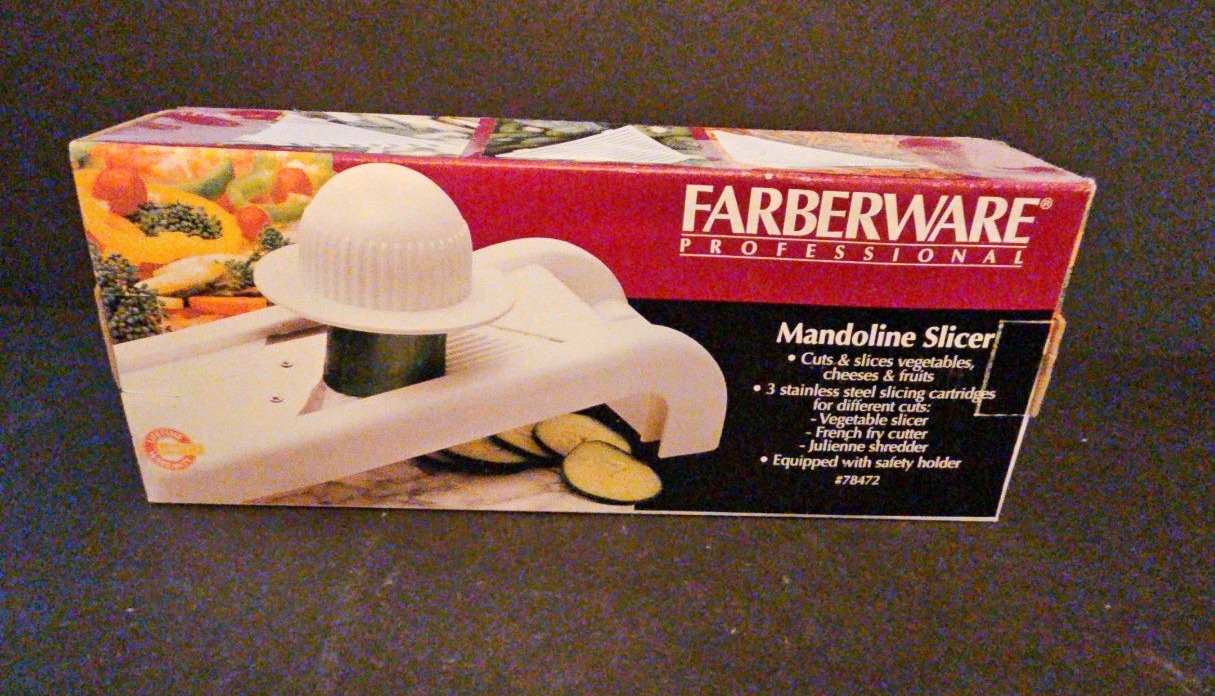 FARBERWARE®
PROFESSIONAL
Mandoline Slicer
• Cuts & slices vegetables,
cheeses & fruits
• 3 stainless steel slicing cartridges
for different cuts:
- Vegetable slicer
- French fry cutter
- Julienne shredder
• Equipped with safety holder
#78472